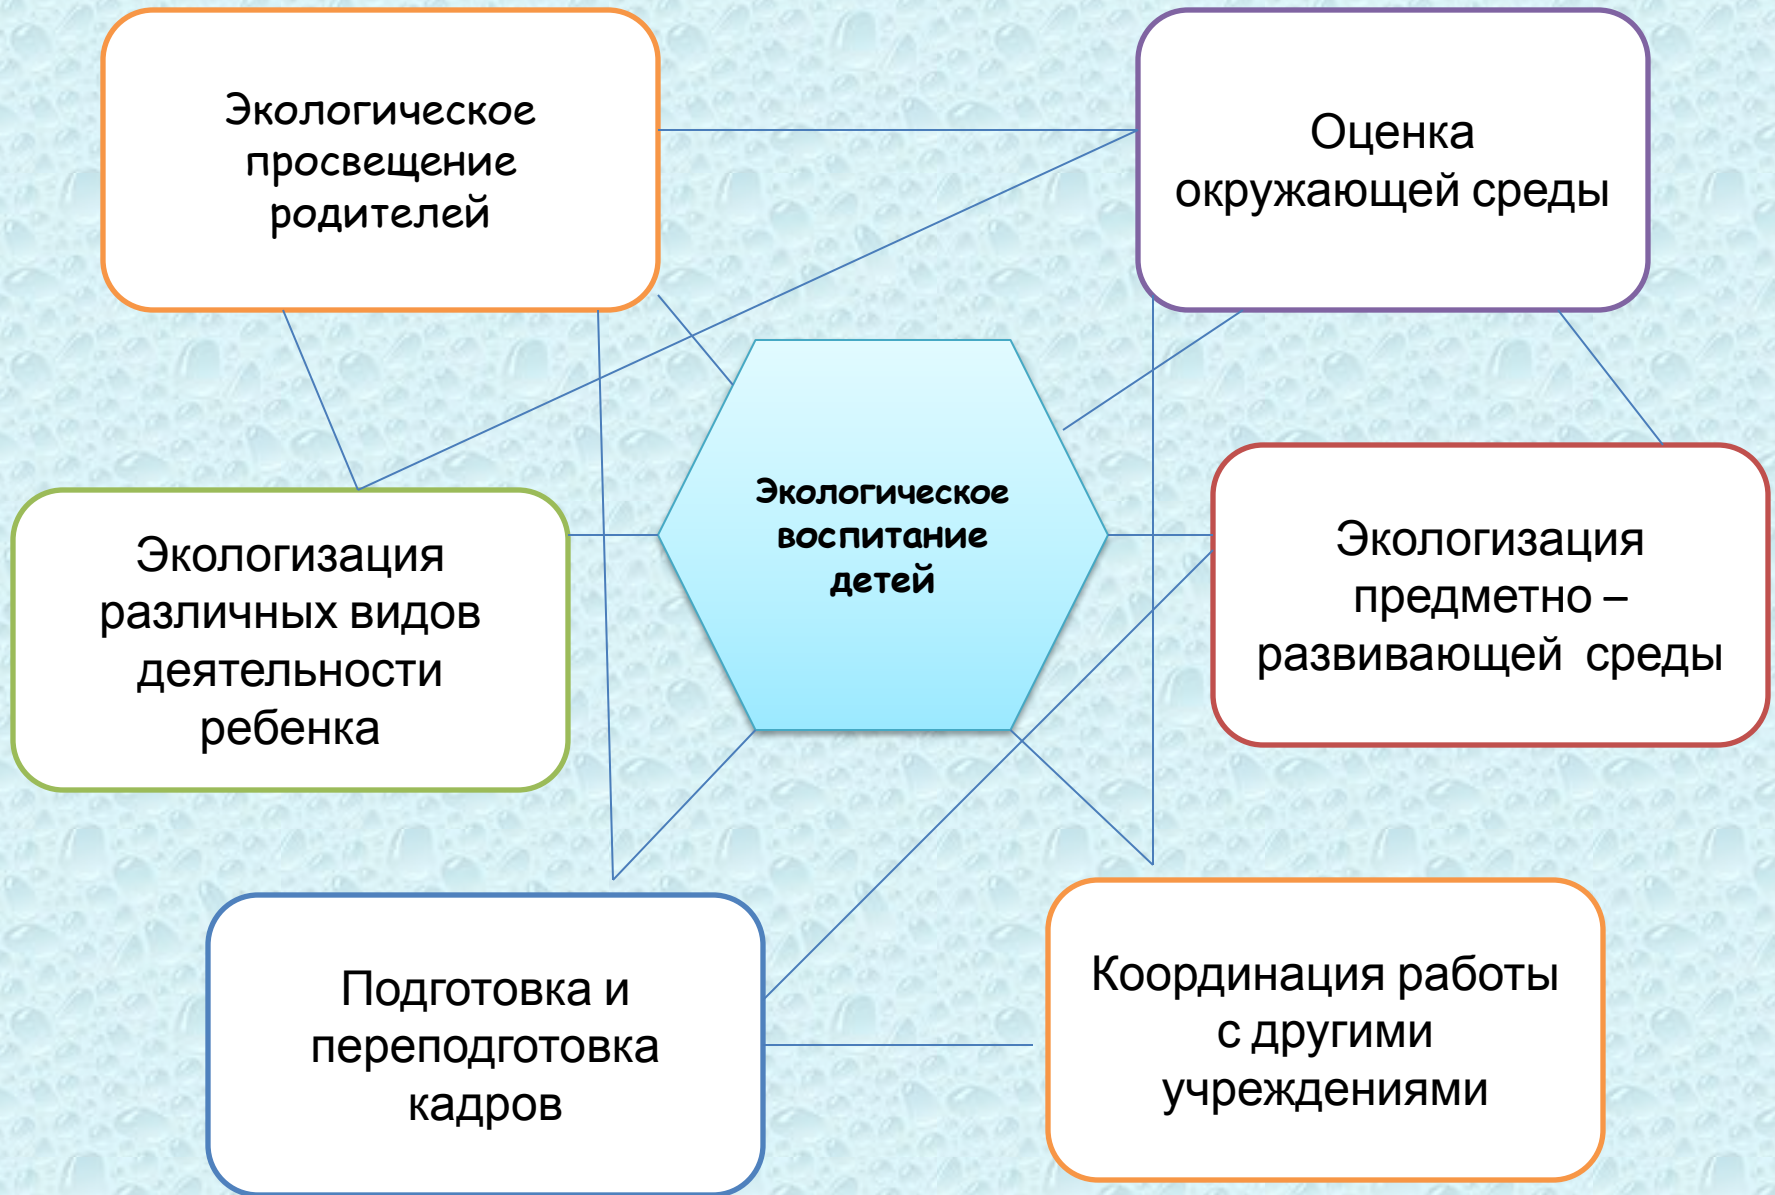 Экологическое
просвещение
родителей
Оценка
окружающей среды
Экологическое
воспитание
детей
Экологизация
различных видов
деятельности
ребенка
Экологизация
предметно –
развивающей среды
Подготовка и
переподготовка
кадров
Координация работы
с другими
учреждениями